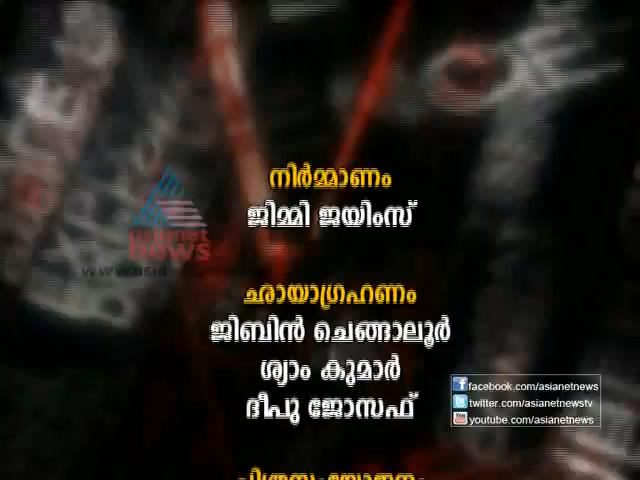 നിർമ്മാണം
ജിമ്മി ജയിംസ്
ഛായാഗ്രഹണം
ജിബിൻ ചെങ്ങാലൂർ
ശ്യാം കുമാർ
ദീപു ജോസഫ്
facebook.com/asianetnews
twitter.com/asianetnewstv
youtube.com/asianetnews